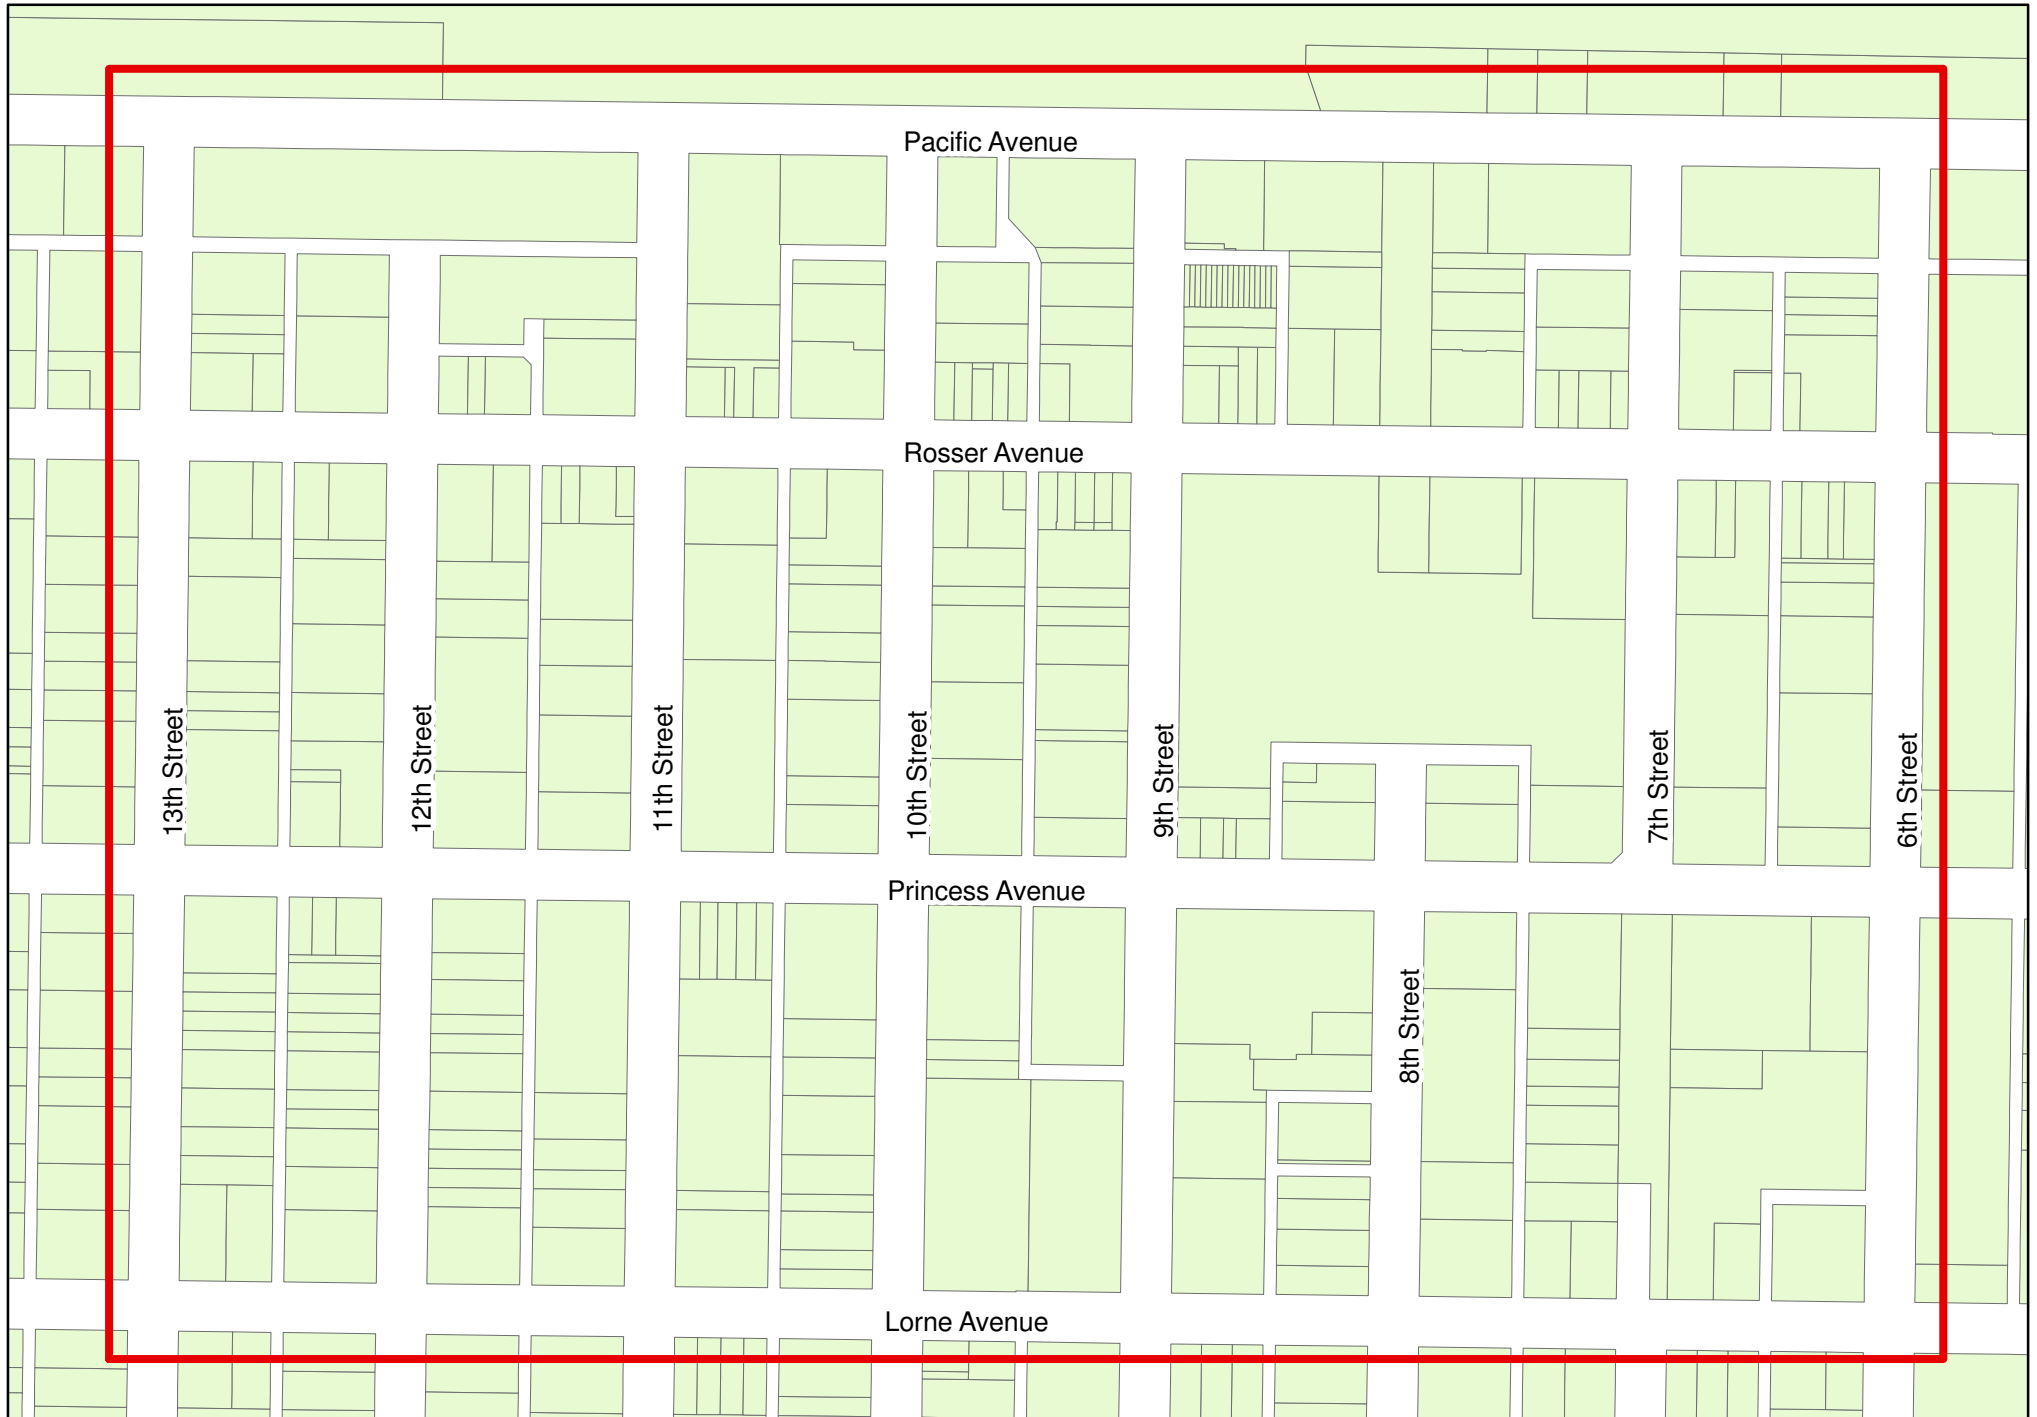 Pacific Avenue
Rosser Avenue
13th Street
12th Street
11th Street
10th Street
9th Street
7th Street
6th Street
Princess Avenue
8th Street
Lorne Avenue